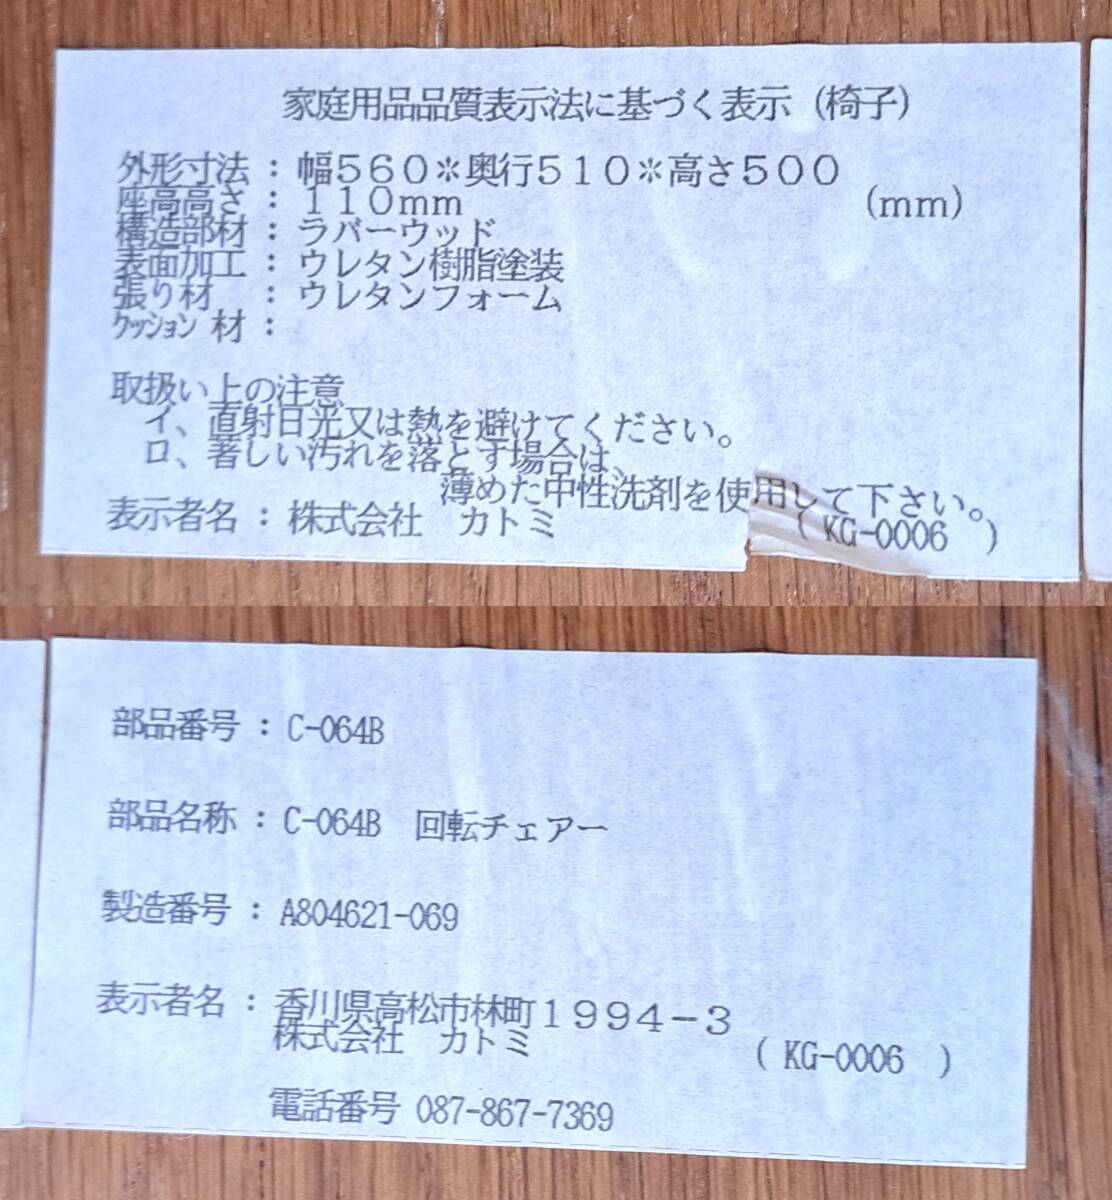 家庭用品品質表示法に基づく表示（椅子）
外形寸法：幅５６０＊奥行５１０＊高さ５００
(mm)
座高高さ：１１０mm
構造部材：ラバーウッド
表面加工：ウレタン樹脂塗装
張り材　：ウレタンフォーム
ｸｯｼｮﾝ 材：
取扱い上の注意
イ、直射日光又は熱を避けてください。
ロ、著しい汚れを落とす場合は、
薄めた中性洗剤を使用して下さい。
表示者名：株式会社　カトミ　( KG-0006　)
部品番号：C-064B
部品名称：C-064B　回転チェアー
製造番号：A804621-069
表示者名：香川県高松市林町１９９４−３
株式会社　カトミ　( KG-0006　)
電話番号 087-867-7369